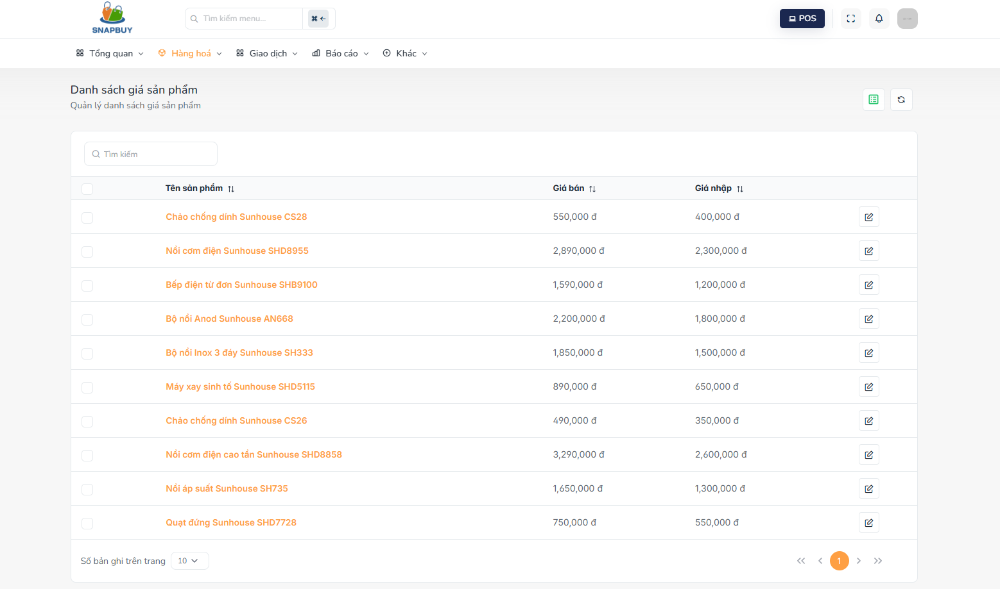 SNAPBUY
Tìm kiếm menu...
⌘ ←
POS
Tổng quan
Hàng hoá
Giao dịch
Báo cáo
Khác
Danh sách giá sản phẩm
Quản lý danh sách giá sản phẩm
Tìm kiếm
Tên sản phẩm Giá bán Giá nhập
Chảo chống dính Sunhouse CS28 550,000 đ 400,000 đ
Nồi cơm điện Sunhouse SHD8955 2,890,000 đ 2,300,000 đ
Bếp điện từ đơn Sunhouse SHB9100 1,590,000 đ 1,200,000 đ
Bộ nồi Anod Sunhouse AN668 2,200,000 đ 1,800,000 đ
Bộ nồi Inox 3 đáy Sunhouse SH333 1,850,000 đ 1,500,000 đ
Máy xay sinh tố Sunhouse SHD5115 890,000 đ 650,000 đ
Chảo chống dính Sunhouse CS26 490,000 đ 350,000 đ
Nồi cơm điện cao tần Sunhouse SHD8858 3,290,000 đ 2,600,000 đ
Nồi áp suất Sunhouse SH735 1,650,000 đ 1,300,000 đ
Quạt đứng Sunhouse SHD7728 750,000 đ 550,000 đ
Số bản ghi trên trang 10
1